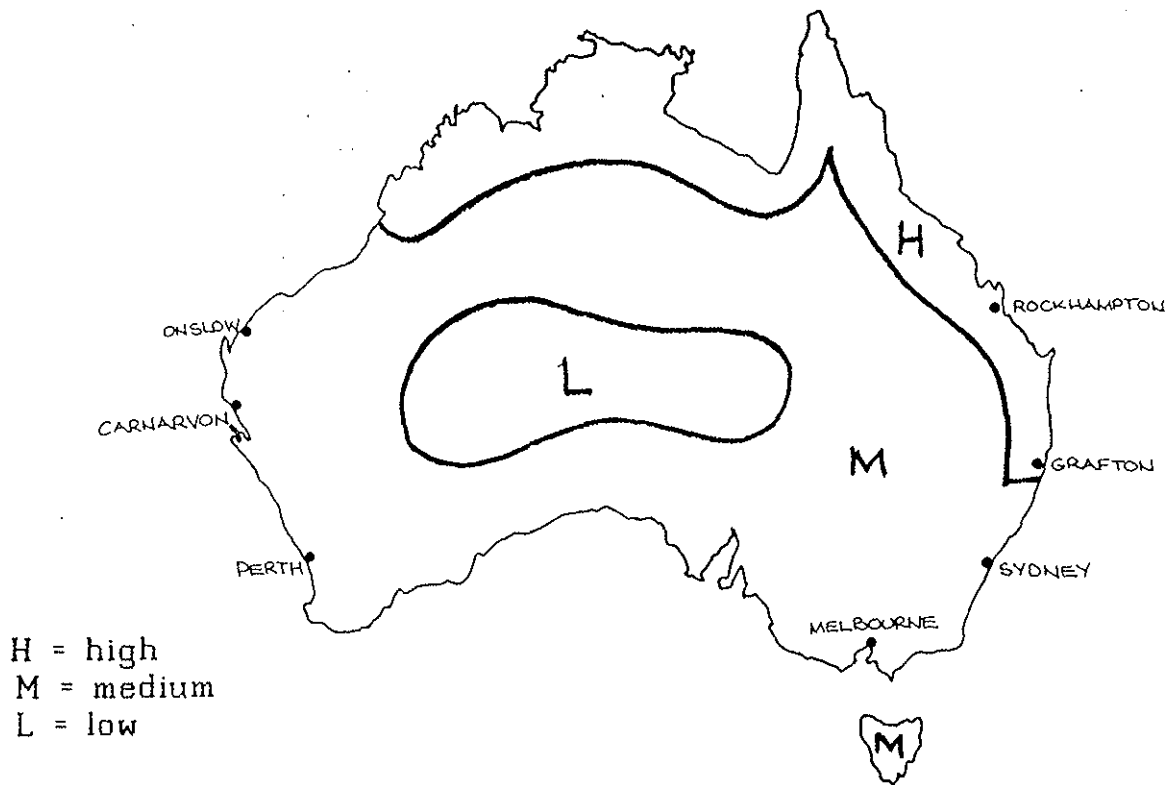 H
ROCKHAMPTON
ONSLOW
L
CARNARVON
M
GRAFTON
PERTH
SYDNEY
MELBOURNE
H = high
M = medium
L = low
M